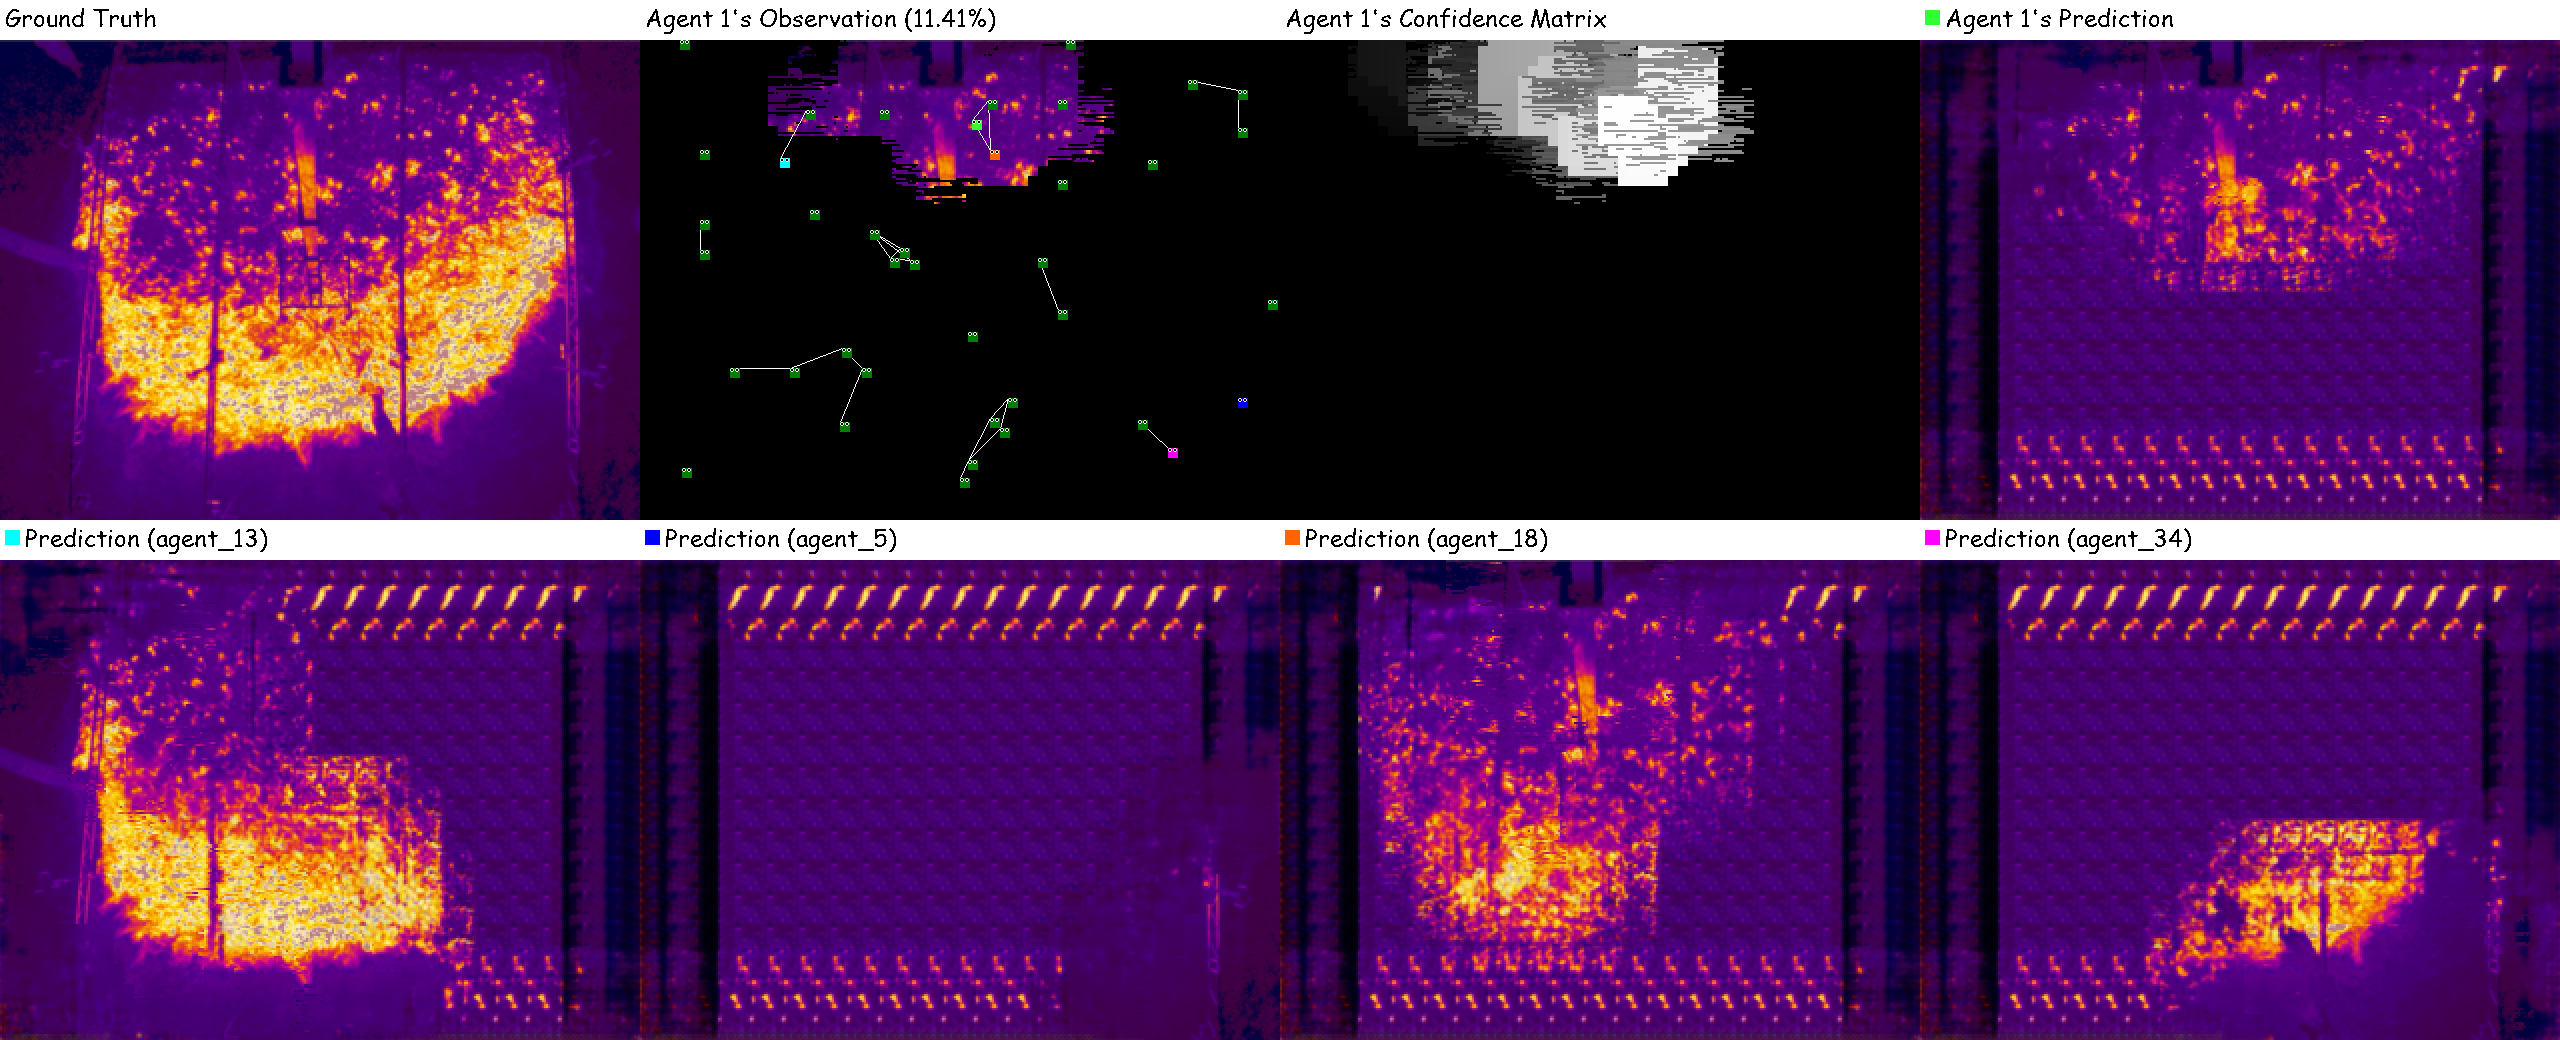 Ground Truth
Agent 1's Observation (11.41%)
Agent 1's Confidence Matrix
Agent 1's Prediction
Prediction (agent_13)
Prediction (agent_5)
Prediction (agent_18)
Prediction (agent_34)